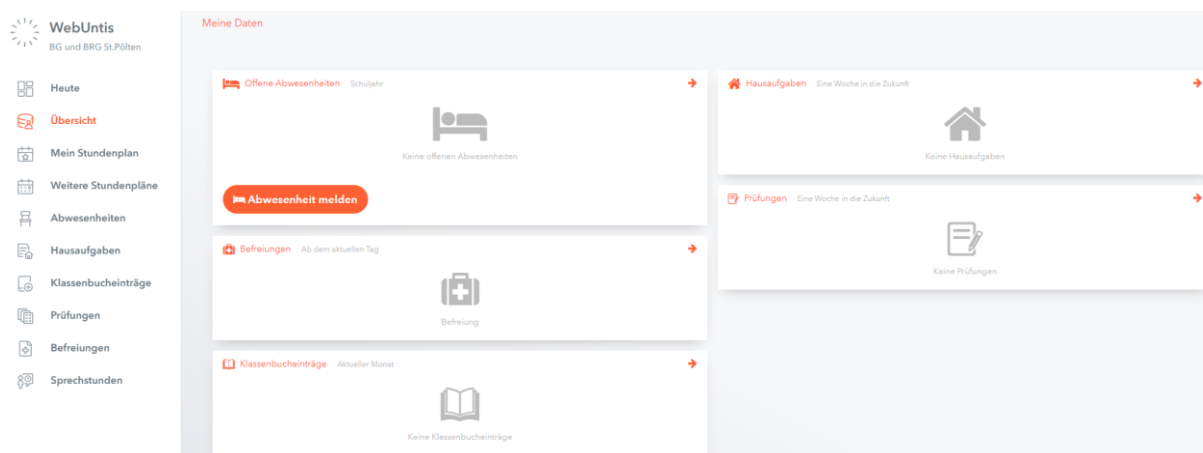 WebUntis
BG und BRG St.Pölten
Heute
Übersicht
Mein Stundenplan
Weitere Stundenpläne
Abwesenheiten
Hausaufgaben
Klassenbucheinträge
Prüfungen
Befreiungen
Sprechstunden
Meine Daten
Offene Abwesenheiten Schuljahr
Keine offenen Abwesenheiten
Abwesenheit melden
Befreiungen Ab dem aktuellen Tag
Befreiung
Klassenbucheinträge Aktueller Monat
Keine Klassenbucheinträge
Hausaufgaben Eine Woche in die Zukunft
Keine Hausaufgaben
Prüfungen Eine Woche in die Zukunft
Keine Prüfungen